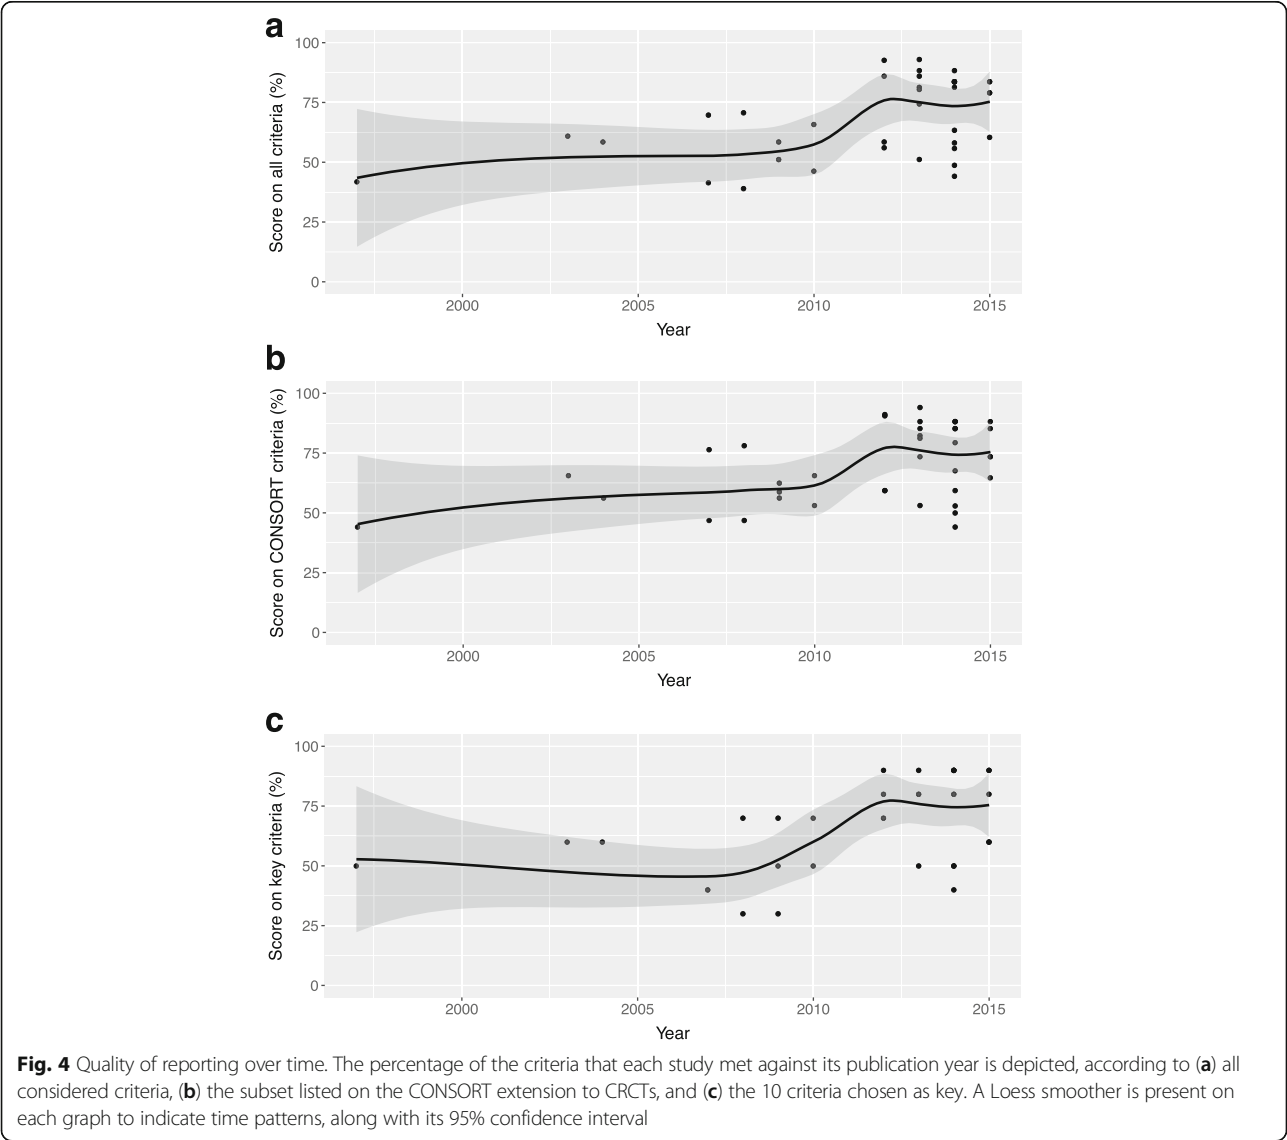 a
100
75
50
25
0
Score on all criteria (%)
2000 2005 2010 2015
Year
b
100
75
50
25
0
Score on CONSORT criteria (%)
2000 2005 2010 2015
Year
c
100
75
50
25
0
Score on key criteria (%)
2000 2005 2010 2015
Year
Fig. 4 Quality of reporting over time. The percentage of the criteria that each study met against its publication year is depicted, according to (a) all
considered criteria, (b) the subset listed on the CONSORT extension to CRCTs, and (c) the 10 criteria chosen as key. A Loess smoother is present on
each graph to indicate time patterns, along with its 95% confidence interval